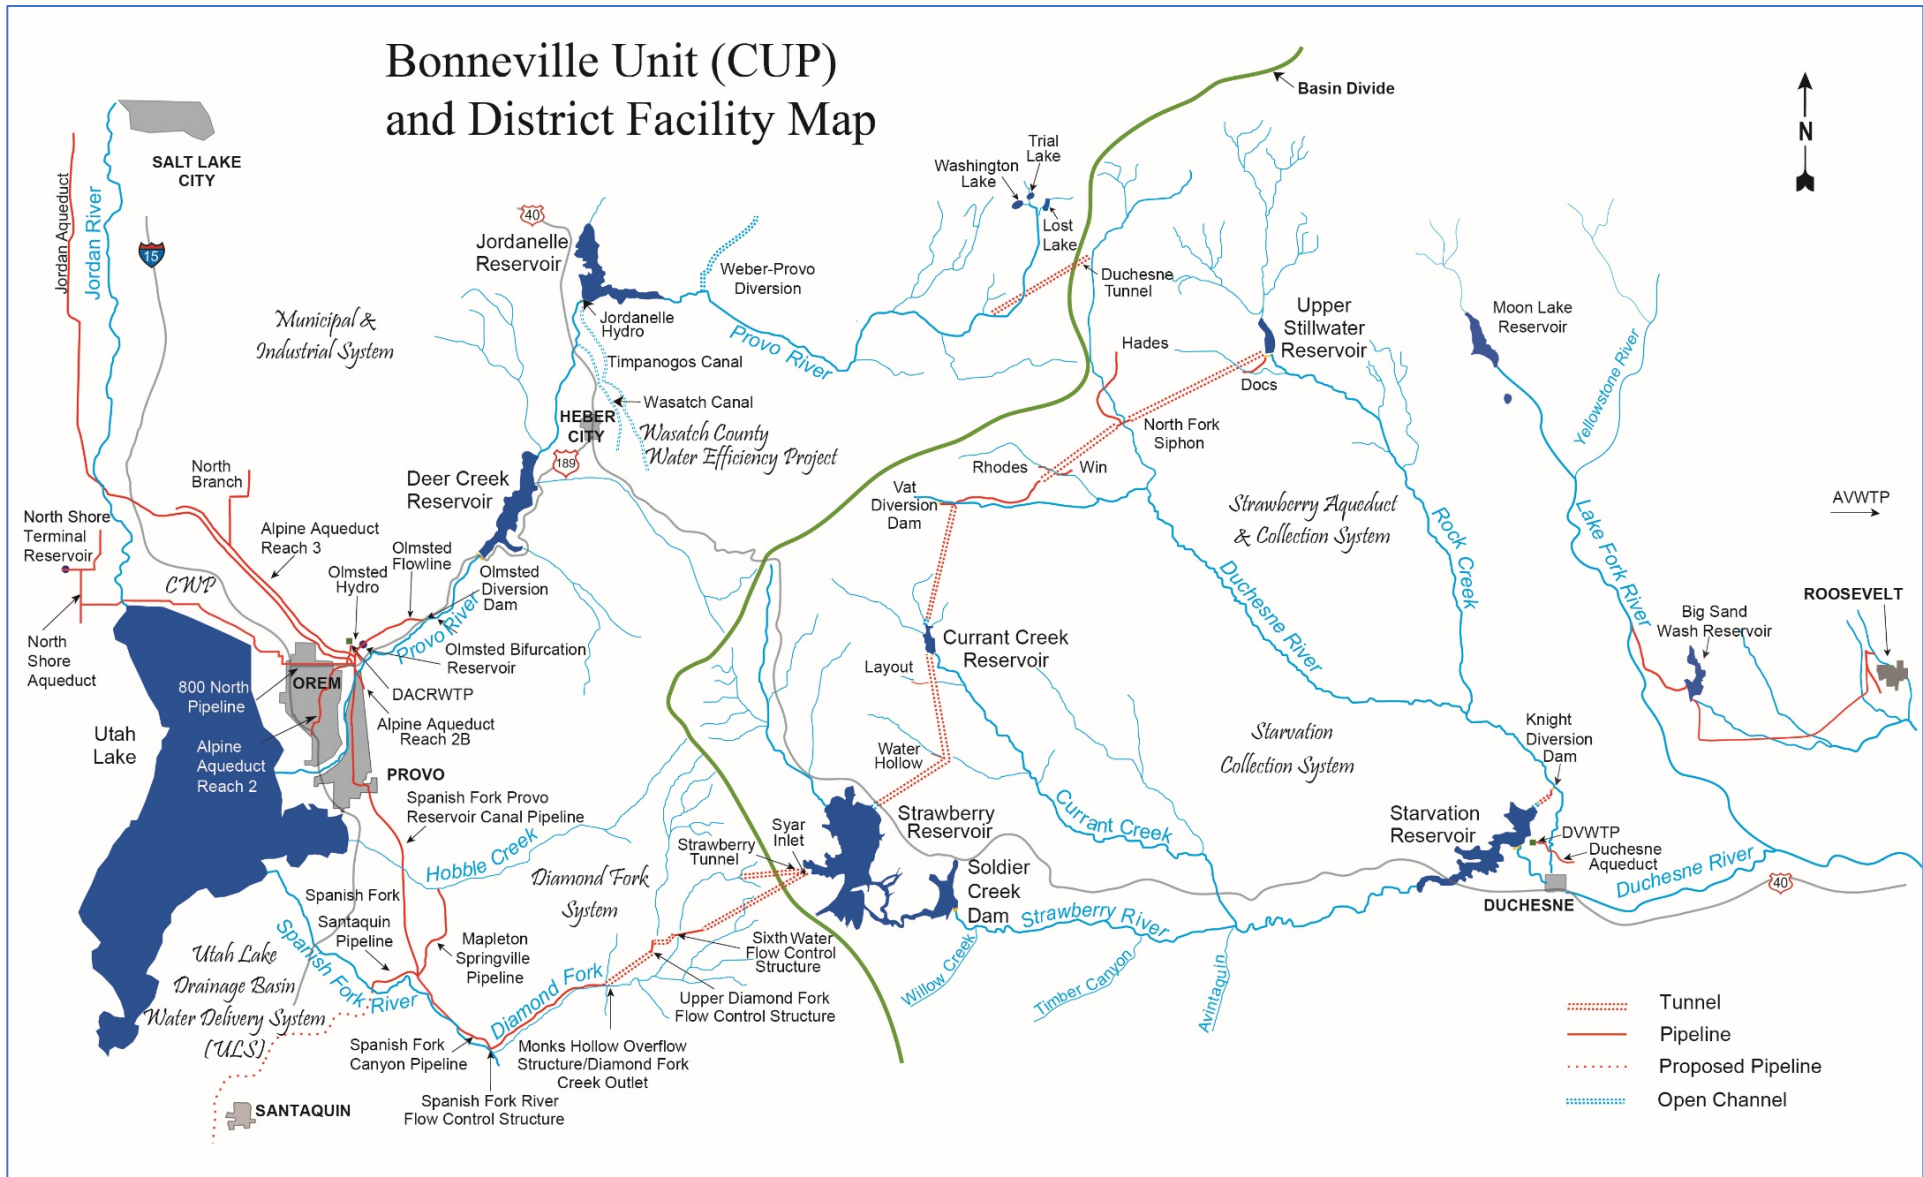 Bonneville Unit (CUP)
and District Facility Map
Basin Divide
N
SALT LAKE
CITY
Jordan Aqueduct
Jordan River
15
40
Jordanelle
Reservoir
Weber-Provo
Diversion
Washington
Lake
Trial
Lake
Lost
Lake
Duchesne
Tunnel
Municipal &
Industrial System
Jordanelle
Hydro
Timpanogos Canal
Provo River
Wasatch Canal
HEBER
CITY
Wasatch County
Water Efficiency Project
189
Hades
Upper
Stillwater
Reservoir
Docs
North Fork
Siphon
Moon Lake
Reservoir
Yellowstone River
Deer Creek
Reservoir
North
Branch
Alpine Aqueduct
Reach 3
North Shore
Terminal
Reservoir
CWP
Olmsted
Hydro
Olmsted
Flowline
Olmsted
Diversion
Dam
Provo River
Olmsted Bifurcation
Reservoir
North
Shore
Aqueduct
800 North
Pipeline
OREM
DACRWTP
Alpine Aqueduct
Reach 2B
Utah
Lake
Alpine
Aqueduct
Reach 2
PROVO
Spanish Fork Provo
Reservoir Canal Pipeline
Rhodes
Win
Vat
Diversion
Dam
Strawberry Aqueduct
& Collection System
Rock Creek
Duchesne River
Lake Fork River
AVWTP
ROOSEVELT
Big Sand
Wash Reservoir
Currant Creek
Reservoir
Layout
Water
Hollow
Starvation
Collection System
Knight
Diversion
Dam
Strawberry
Reservoir
Currant Creek
Starvation
Reservoir
DVWTP
Duchesne
Aqueduct
Duchesne River
40
DUCHESNE
Syar
Inlet
Strawberry
Tunnel
Hobble Creek
Diamond Fork
System
Soldier
Creek
Dam
Strawberry River
Willow Creek
Timber Canyon
Avintaquin
Spanish Fork
Santaquin
Pipeline
Spanish Fork River
Mapleton
Springville
Pipeline
Sixth Water
Flow Control
Structure
Upper Diamond Fork
Flow Control Structure
Diamond Fork
Utah Lake
Drainage Basin
Water Delivery System
(ULS)
Spanish Fork
Canyon Pipeline
Monks Hollow Overflow
Structure/Diamond Fork
Creek Outlet
Spanish Fork River
Flow Control Structure
SANTAQUIN
Tunnel
Pipeline
Proposed Pipeline
Open Channel